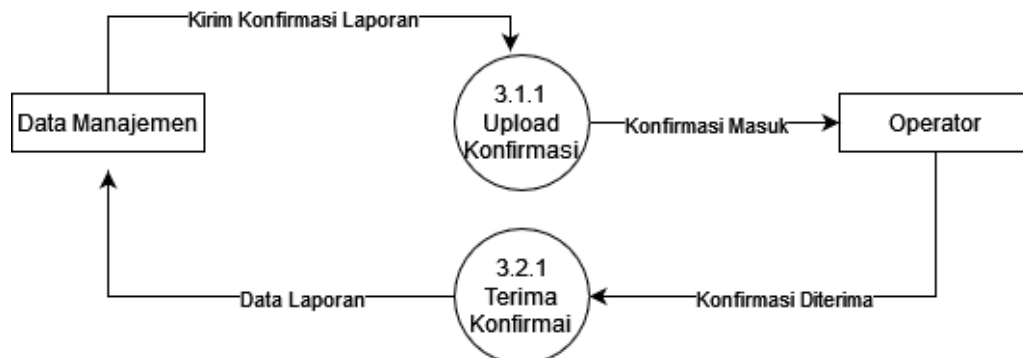 Kirim Konfirmasi Laporan
Data Manajemen
3.1.1
Upload
Konfirmasi
Konfirmasi Masuk
Operator
Data Laporan
3.2.1
Terima
Konfirmai
Konfirmasi Diterima